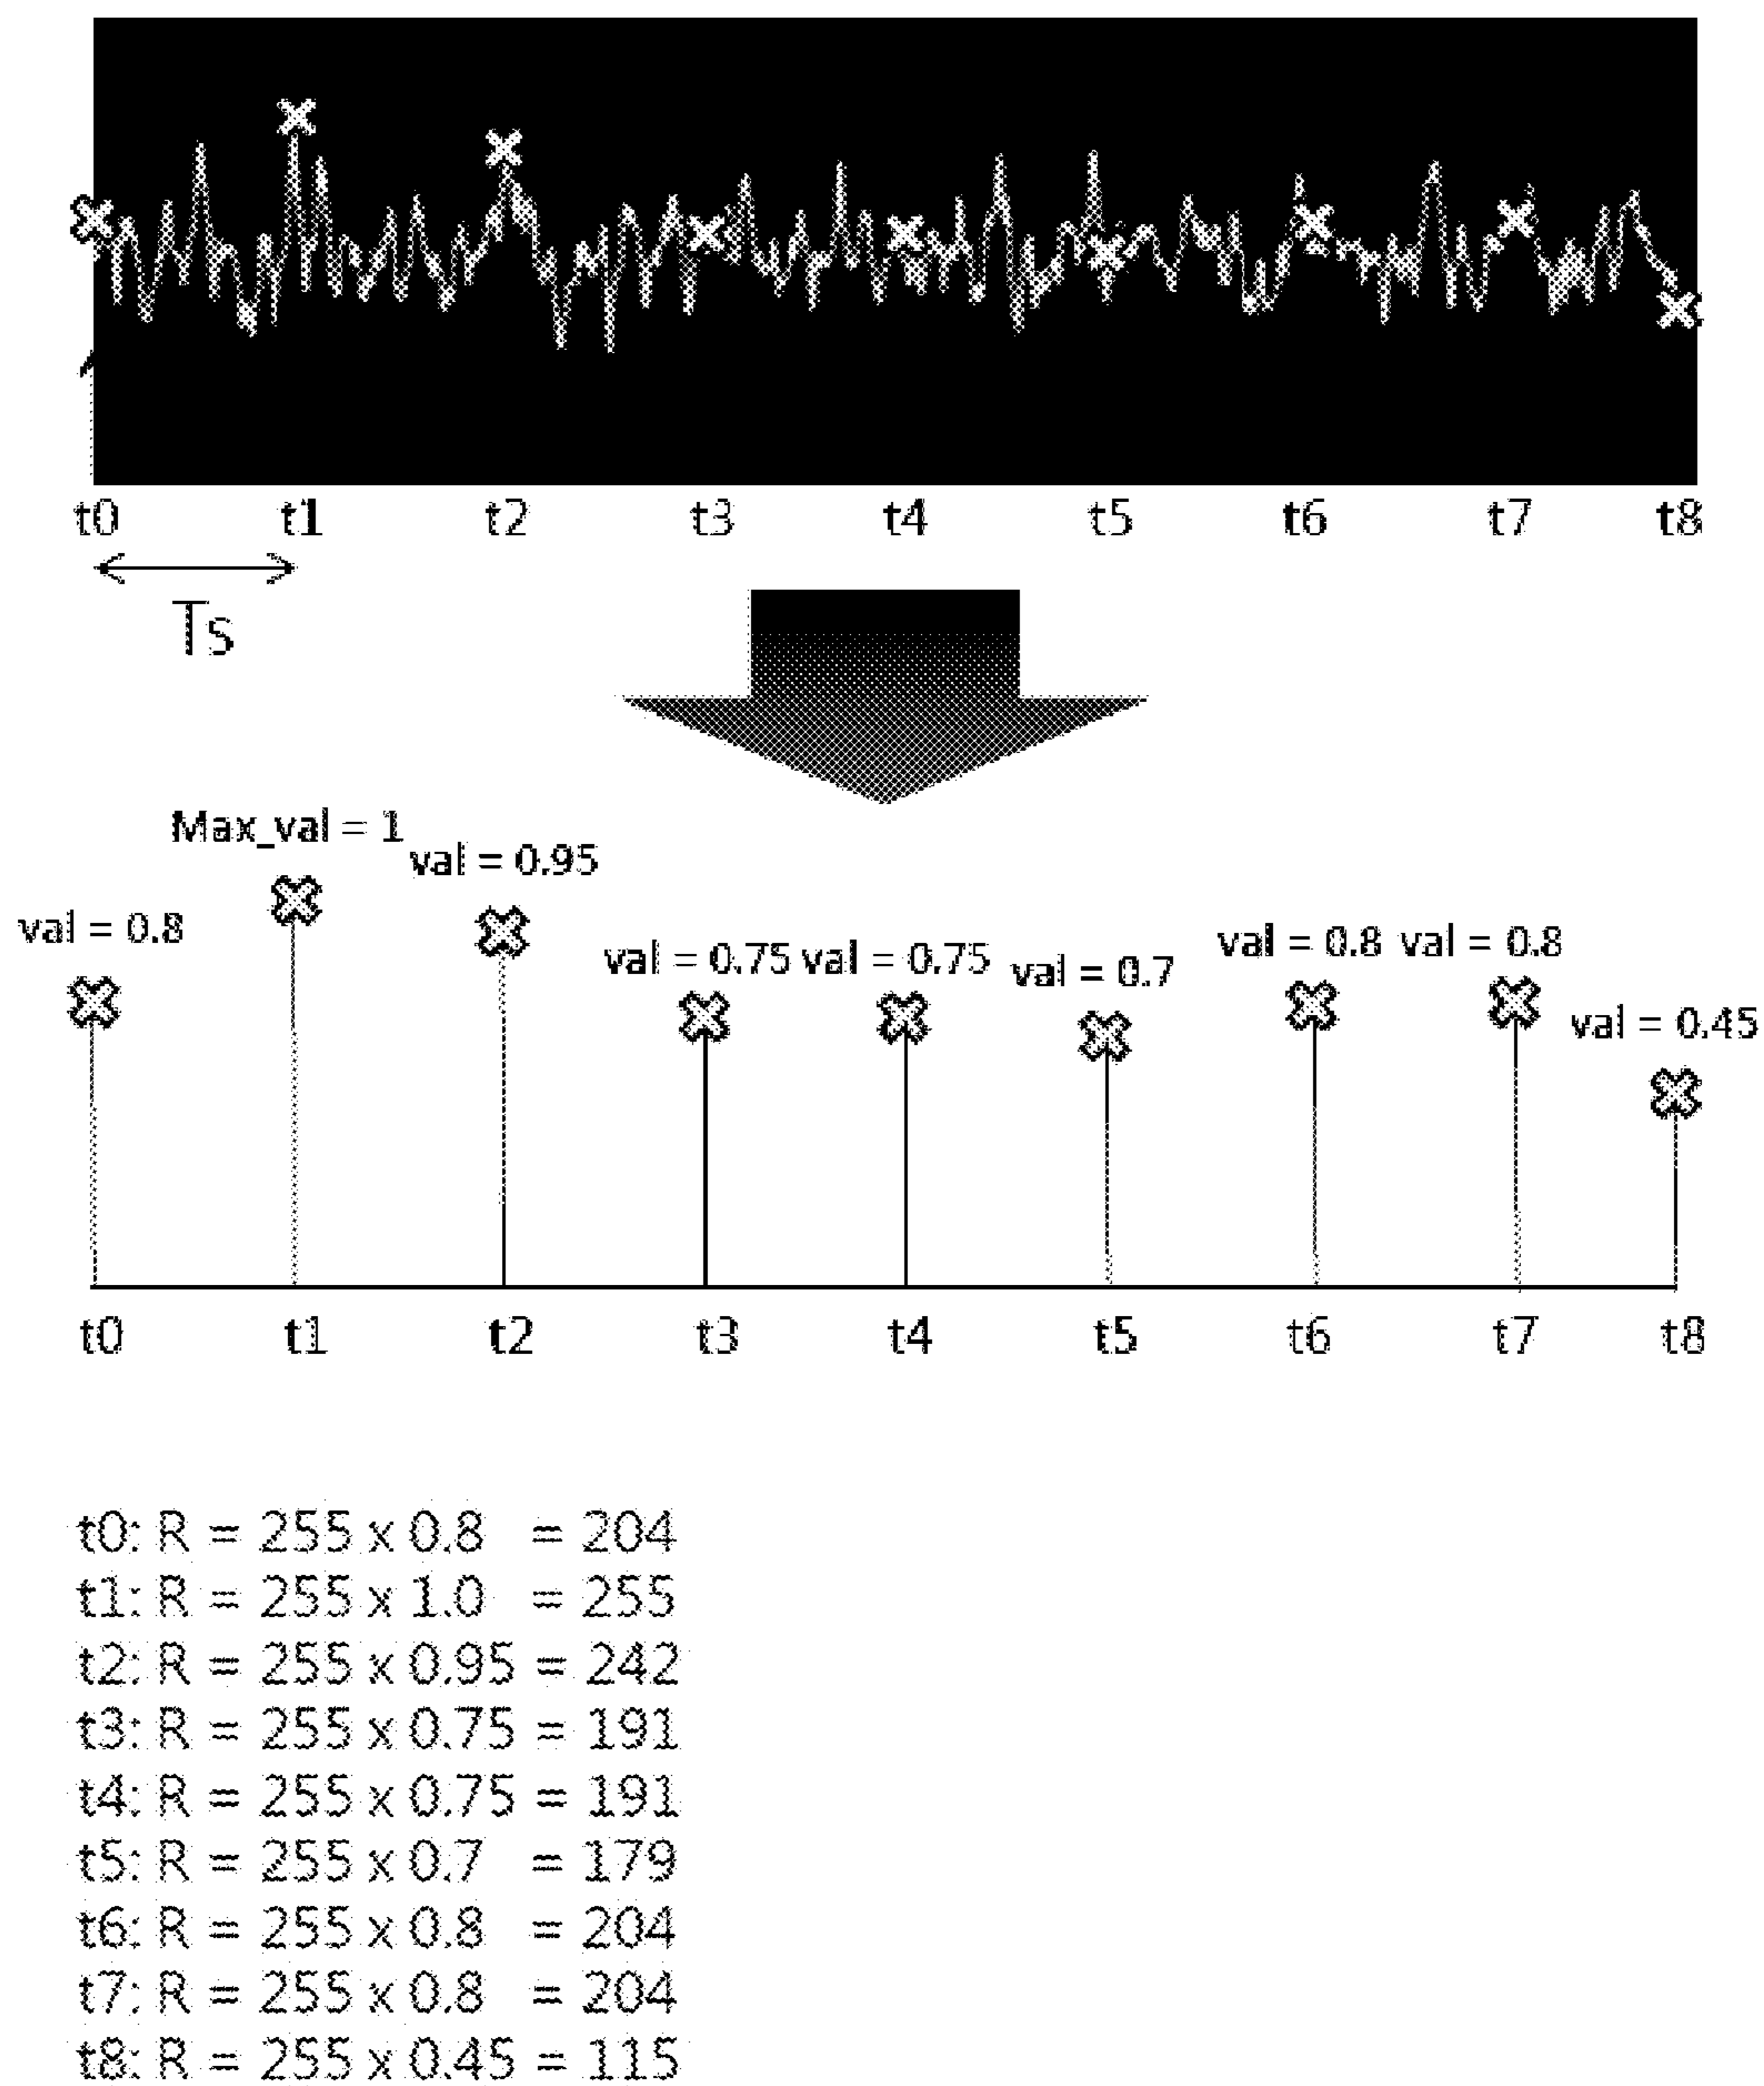 t0 t1 t2 t3 t4 t5 t6 t7 t8
Ts
Max_val = 1
val = 0.95
val = 0.8
val = 0.75 val = 0.75 val = 0.7 val = 0.8 val = 0.8
val = 0.45
t0 t1 t2 t3 t4 t5 t6 t7 t8
t0: R = 255 x 0.8 = 204
t1: R = 255 x 1.0 = 255
t2: R = 255 x 0.95 = 242
t3: R = 255 x 0.75 = 191
t4: R = 255 x 0.75 = 191
t5: R = 255 x 0.7 = 179
t6: R = 255 x 0.8 = 204
t7: R = 255 x 0.8 = 204
t8: R = 255 x 0.45 = 115